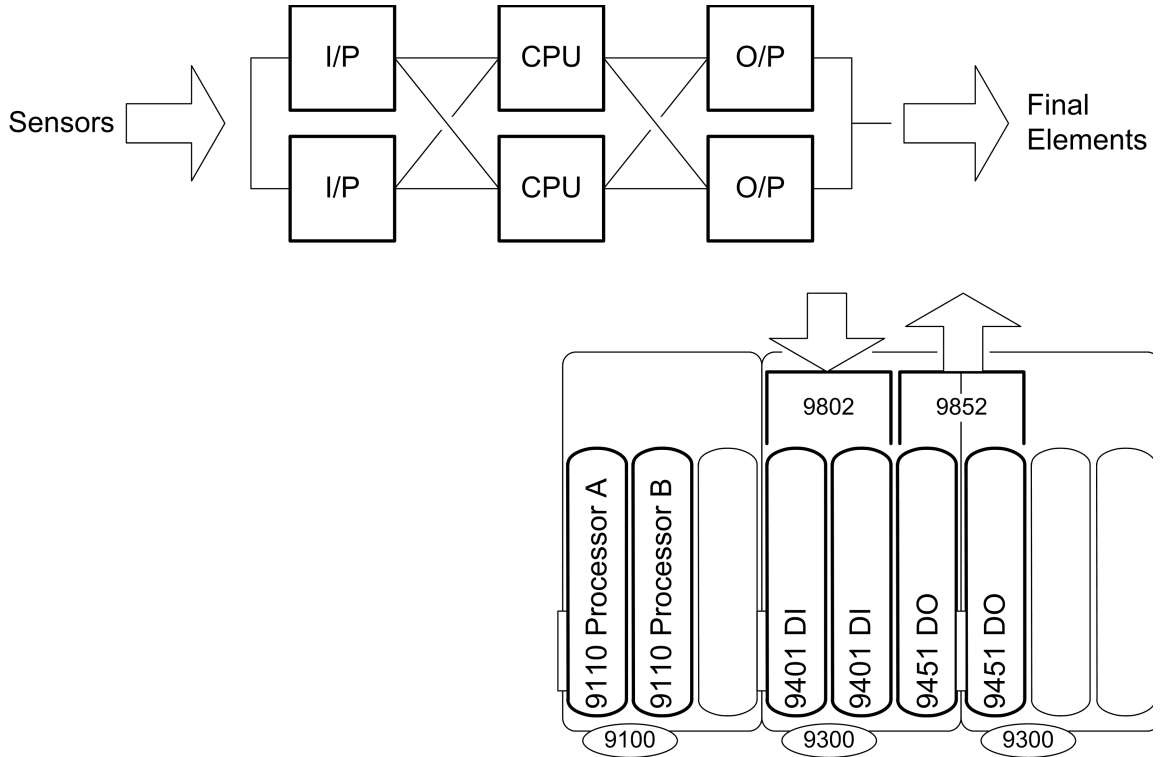 I/P
CPU
O/P
Sensors
Final
Elements
I/P
CPU
O/P
9802
9852
9110 Processor A
9110 Processor B
9401 DI
9401 DI
9451 DO
9451 DO
9100
9300
9300